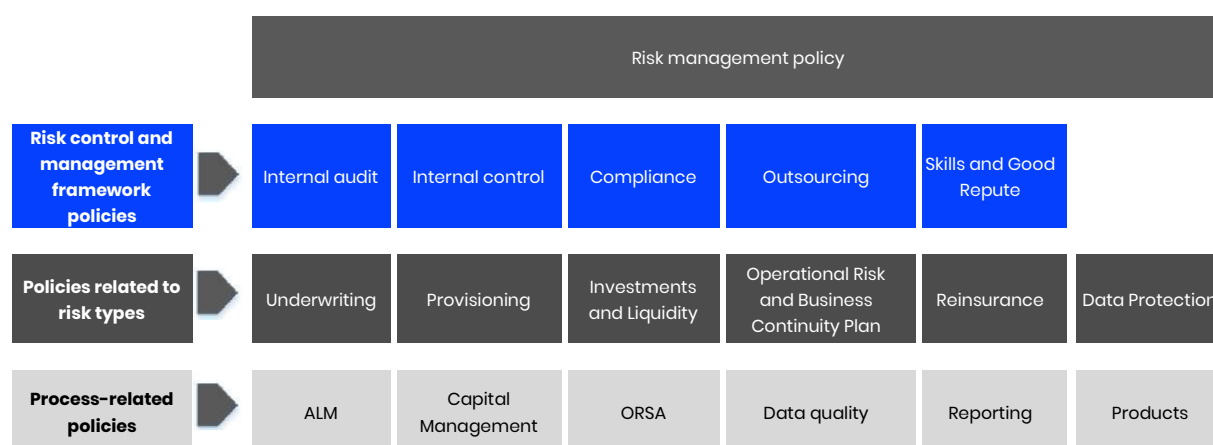 Risk management policy
Risk control and
management
framework
policies
Internal audit
Internal control
Compliance
Outsourcing
Skills and Good
Repute
Policies related to
risk types
Underwriting
Provisioning
Investments
and Liquidity
Operational Risk
and Business
Continuity Plan
Reinsurance
Data Protection
Process-related
policies
ALM
Capital
Management
ORSA
Data quality
Reporting
Products